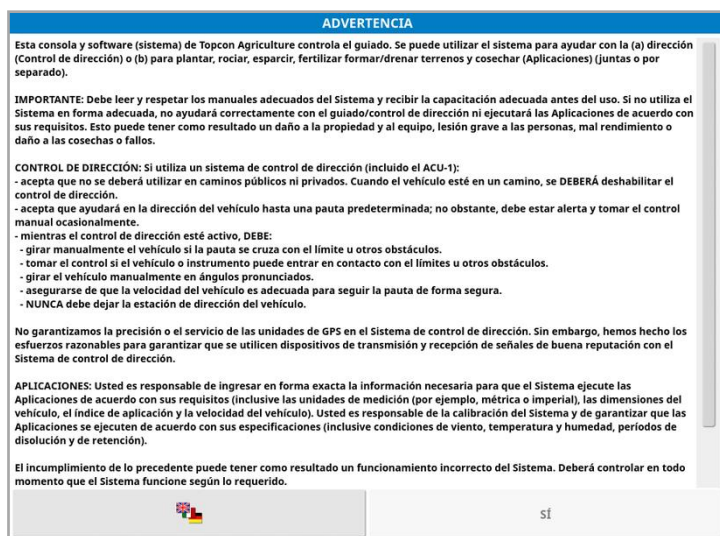 ADVERTENCIA
Esta consola y software (sistema) de Topcon Agriculture controla el guiado. Se puede utilizar el sistema para ayudar con la (a) dirección
(Control de dirección) o (b) para plantar, rociar, esparcir, fertilizar formar/drenar terrenos y cosechar (Aplicaciones) (juntas o por
separado).
IMPORTANTE: Debe leer y respetar los manuales adecuados del Sistema y recibir la capacitación adecuada antes del uso. Si no utiliza el
Sistema en forma adecuada, no ayudará correctamente con el guiado/control de dirección ni ejecutará las Aplicaciones de acuerdo con
sus requisitos. Esto puede tener como resultado un daño a la propiedad y al equipo, lesión grave a las personas, mal rendimiento o
daño a las cosechas o fallos.
CONTROL DE DIRECCIÓN: Si utiliza un sistema de control de dirección (incluido el ACU-1):
- acepta que no se deberá utilizar en caminos públicos ni privados. Cuando el vehículo esté en un camino, se DEBERÁ deshabilitar el
control de dirección.
- acepta que ayudará en la dirección del vehículo hasta una pauta predeterminada; no obstante, debe estar alerta y tomar el control
manual ocasionalmente.
- mientras el control de dirección esté activo, DEBE:
- girar manualmente el vehículo si la pauta se cruza con el límite u otros obstáculos.
- tomar el control si el vehículo o instrumento puede entrar en contacto con el límites u otros obstáculos.
- girar el vehículo manualmente en ángulos pronunciados.
- asegurarse de que la velocidad del vehículo es adecuada para seguir la pauta de forma segura.
- NUNCA debe dejar la estación de dirección del vehículo.
No garantizamos la precisión o el servicio de las unidades de GPS en el Sistema de control de dirección. Sin embargo, hemos hecho los
esfuerzos razonables para garantizar que se utilicen dispositivos de transmisión y recepción de señales de buena reputación con el
Sistema de control de dirección.
APLICACIONES: Usted es responsable de ingresar en forma exacta la información necesaria para que el Sistema ejecute las
Aplicaciones de acuerdo con sus requisitos (inclusive las unidades de medición (por ejemplo, métrica o imperial), las dimensiones del
vehículo, el índice de aplicación y la velocidad del vehículo). Usted es responsable de la calibración del Sistema y de garantizar que las
Aplicaciones se ejecuten de acuerdo con sus especificaciones (inclusive condiciones de viento, temperatura y humedad, períodos de
disolución y de retención).
El incumplimiento de lo precedente puede tener como resultado un funcionamiento incorrecto del Sistema. Deberá controlar en todo
momento que el Sistema funcione según lo requerido.
SÍ